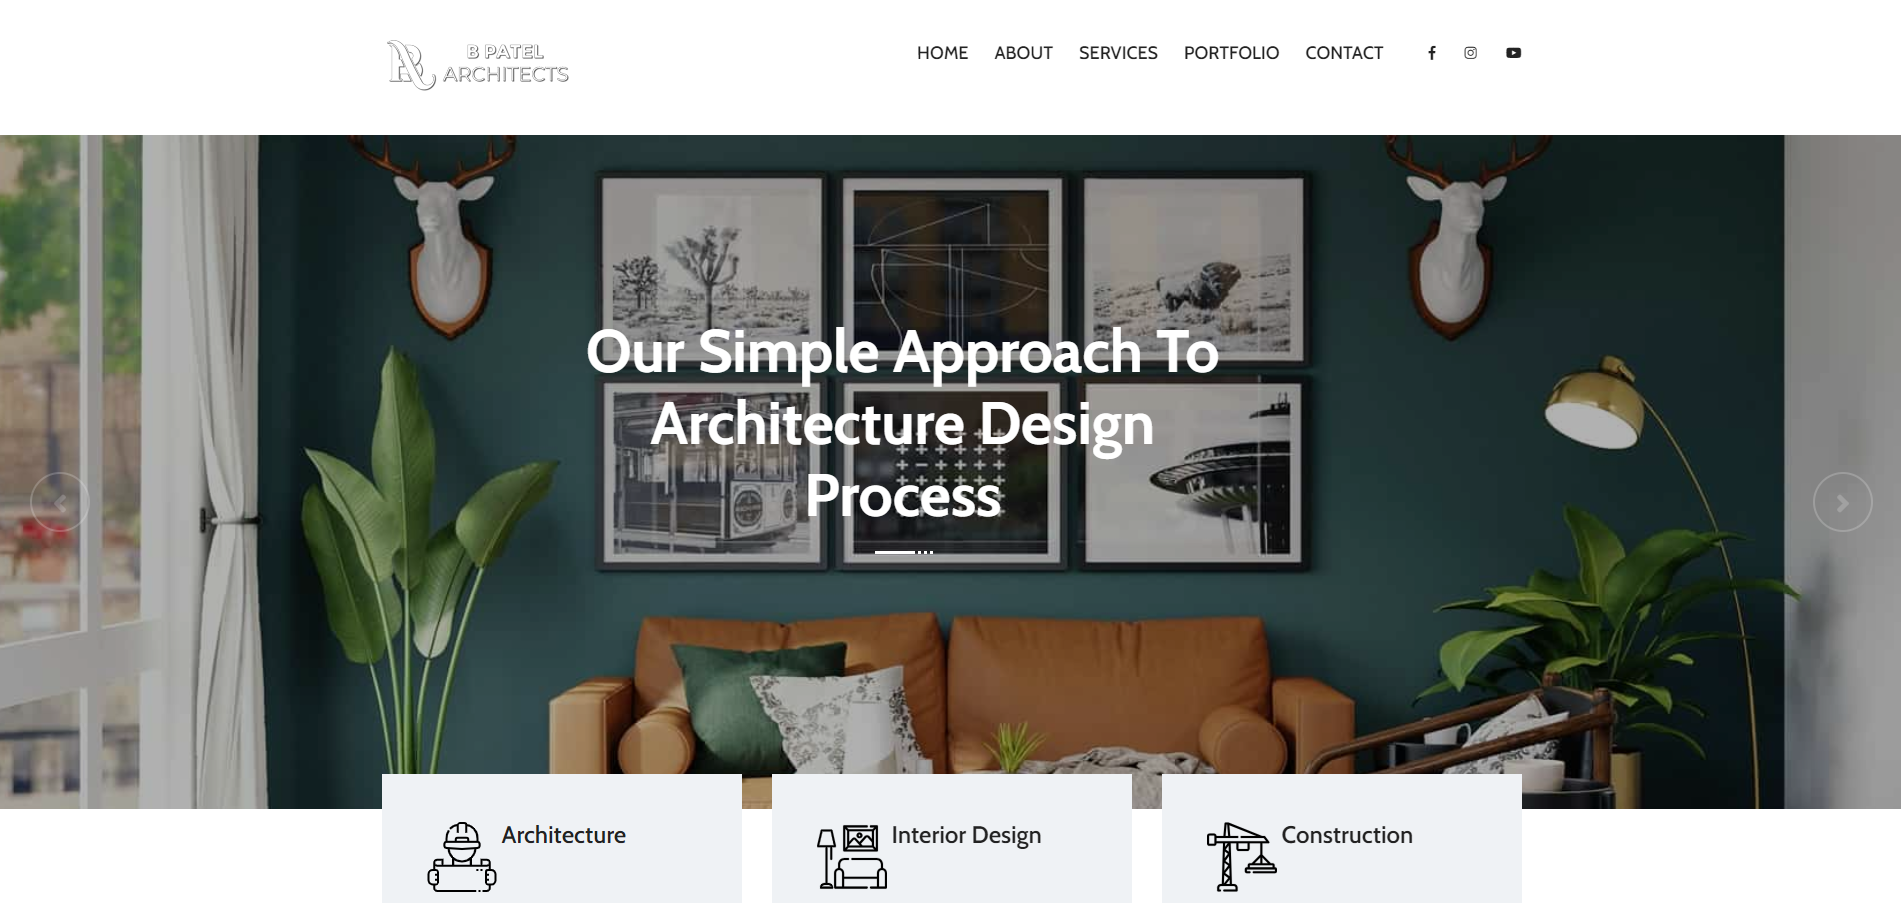 B PATEL
ARCHITECTS
HOME ABOUT SERVICES PORTFOLIO CONTACT
Our Simple Approach To
Architecture Design
Process
Architecture
Interior Design
Construction